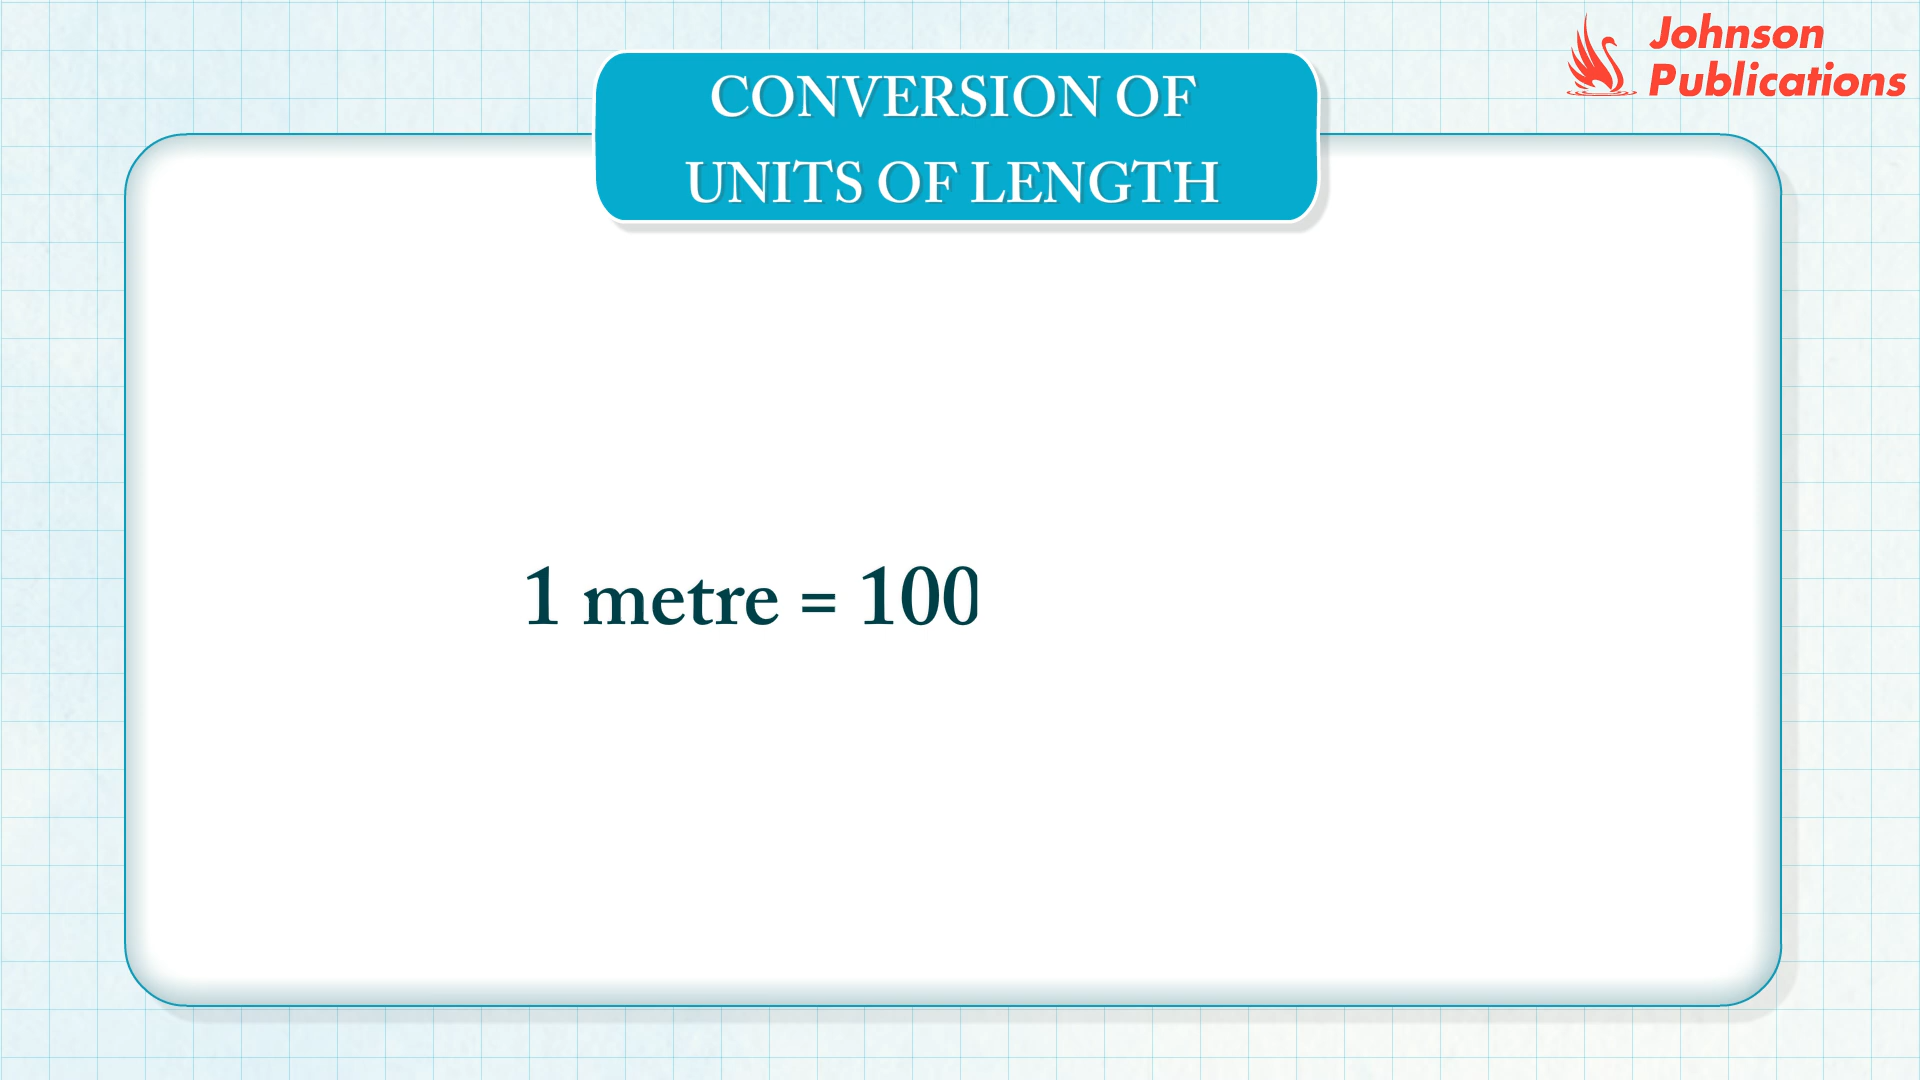 Johnson
Publications
CONVERSION OF
UNITS OF LENGTH
1 metre = 100